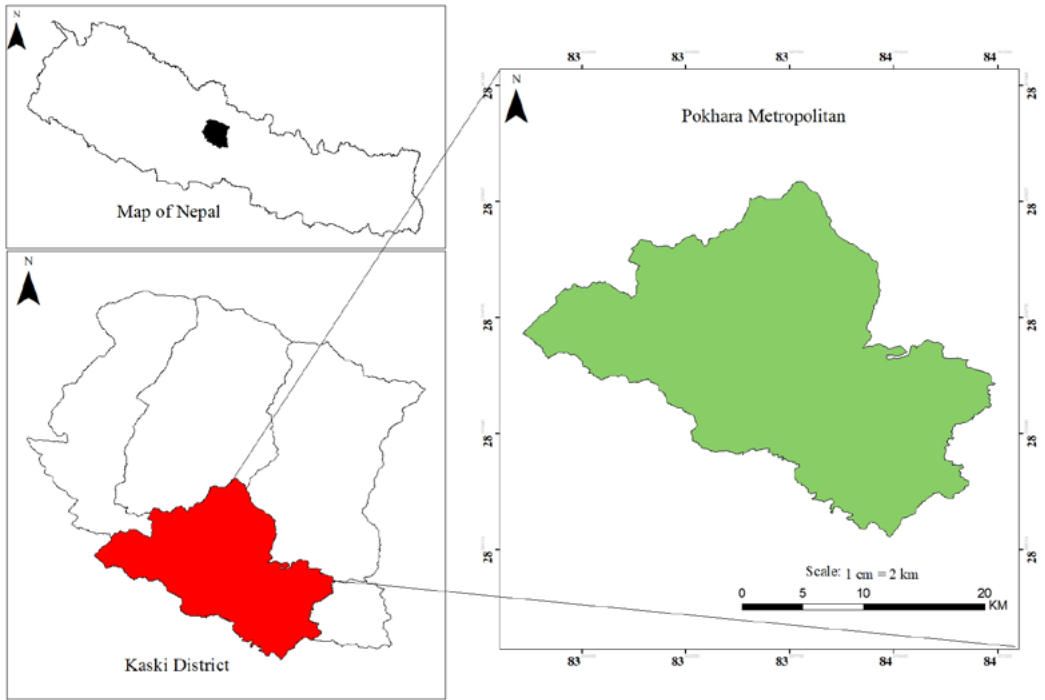 N
Map of Nepal
N
Kaski District
83 83 83 84 84
N
Pokhara Metropolitan
28 28
28 28
28 28
28 28
28 28
Scale: 1 cm = 2 km
0 5 10 20
KM
83 83 83 84 84